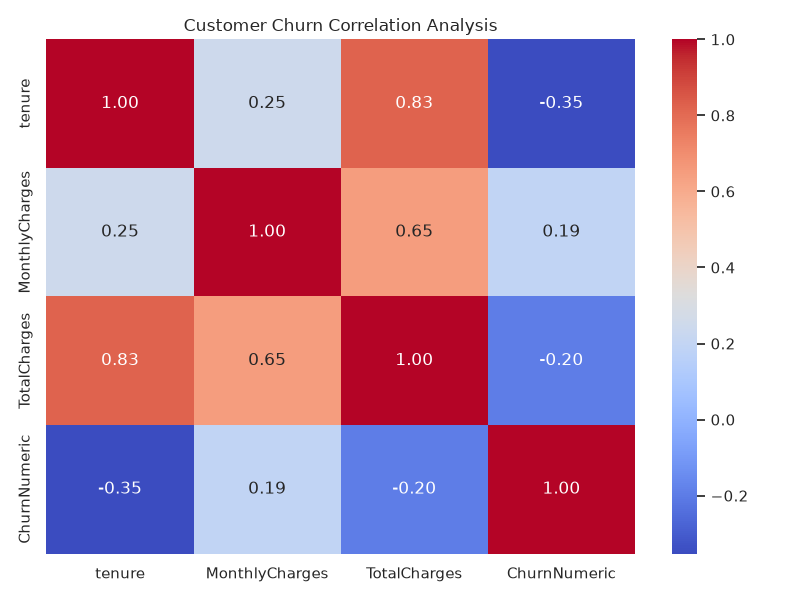 Customer Churn Correlation Analysis
tenure
1.00
0.25
0.83
-0.35
MonthlyCharges
0.25
1.00
0.65
0.19
TotalCharges
0.83
0.65
1.00
-0.20
ChurnNumeric
-0.35
0.19
-0.20
1.00
tenure
MonthlyCharges
TotalCharges
ChurnNumeric
1.0
0.8
0.6
0.4
0.2
0.0
−0.2